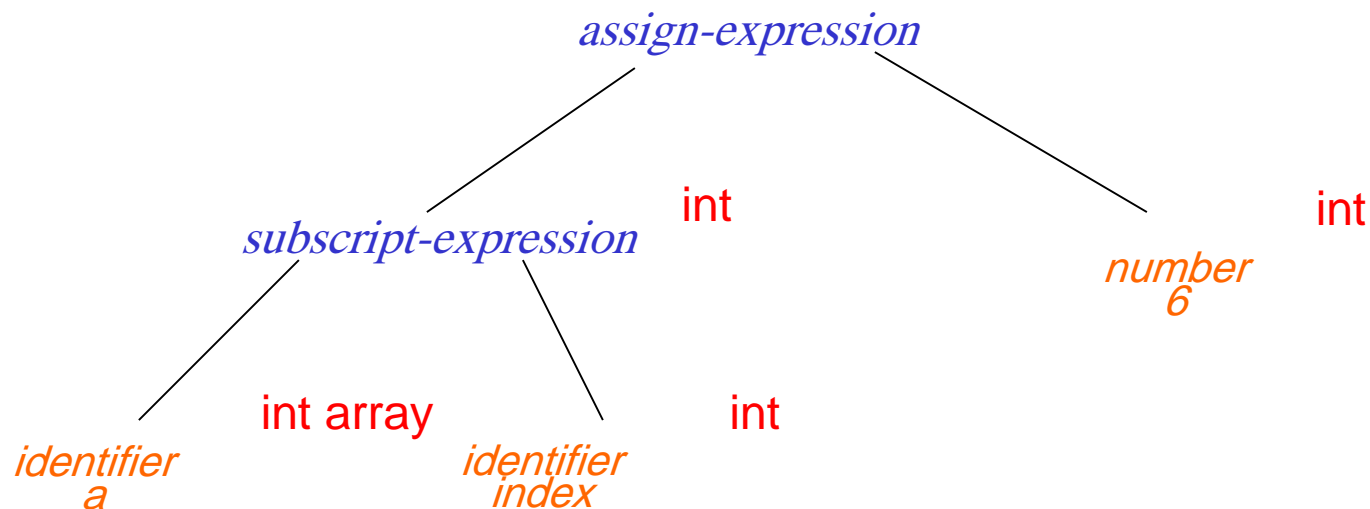 assign-expression
int
int
subscript-expression
number
6
int array
int
identifier
a
identifier
index